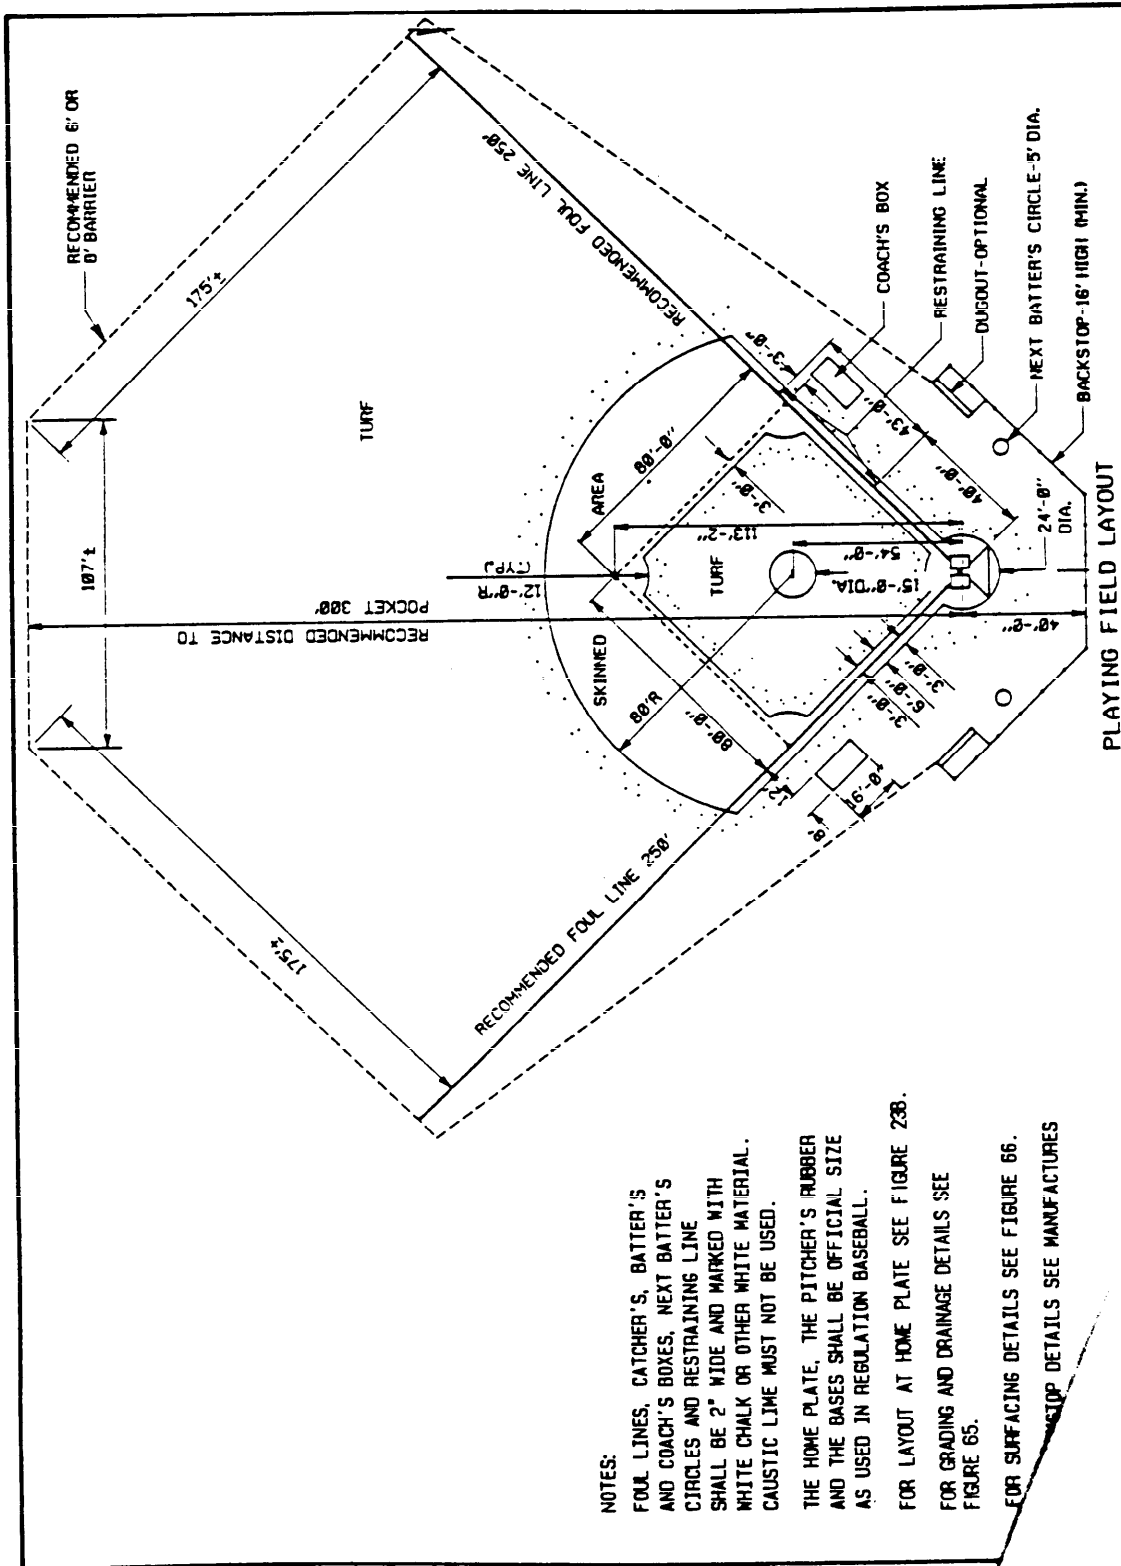 RECOMMENDED 6' OR
0' BARRIER
175'±
107'±
175'±
RECOMMENDED DISTANCE TO
POCKET 300'
TURF
RECOMMENDED FOUL LINE 250'
RECOMMENDED FOUL LINE 250'
SKINNED
AREA
12'-0"R
(TYP.)
80'-0"
80'-0"
80'R
3'-0"
3'-0"
TURF
113'-2"
54'-0"
15'-0"DIA.
43'-0"
40'-0"
40'-0"
24'-0"
DIA.
3'-0"
6'-0"
3'-0"
12'
16'-0"
8'
COACH'S BOX
RESTRAINING LINE
DUGOUT-OPTIONAL
NEXT BATTER'S CIRCLE-5' DIA.
BACKSTOP-16' HIGH (MIN.)
PLAYING FIELD LAYOUT
NOTES:
FOUL LINES, CATCHER'S, BATTER'S
AND COACH'S BOXES, NEXT BATTER'S
CIRCLES AND RESTRAINING LINE
SHALL BE 2" WIDE AND MARKED WITH
WHITE CHALK OR OTHER WHITE MATERIAL.
CAUSTIC LIME MUST NOT BE USED.
THE HOME PLATE, THE PITCHER'S RUBBER
AND THE BASES SHALL BE OFFICIAL SIZE
AS USED IN REGULATION BASEBALL.
FOR LAYOUT AT HOME PLATE SEE FIGURE 23B.
FOR GRADING AND DRAINAGE DETAILS SEE
FIGURE 65.
FOR SURFACING DETAILS SEE FIGURE 66.
DETAILS SEE MANUFACTURES